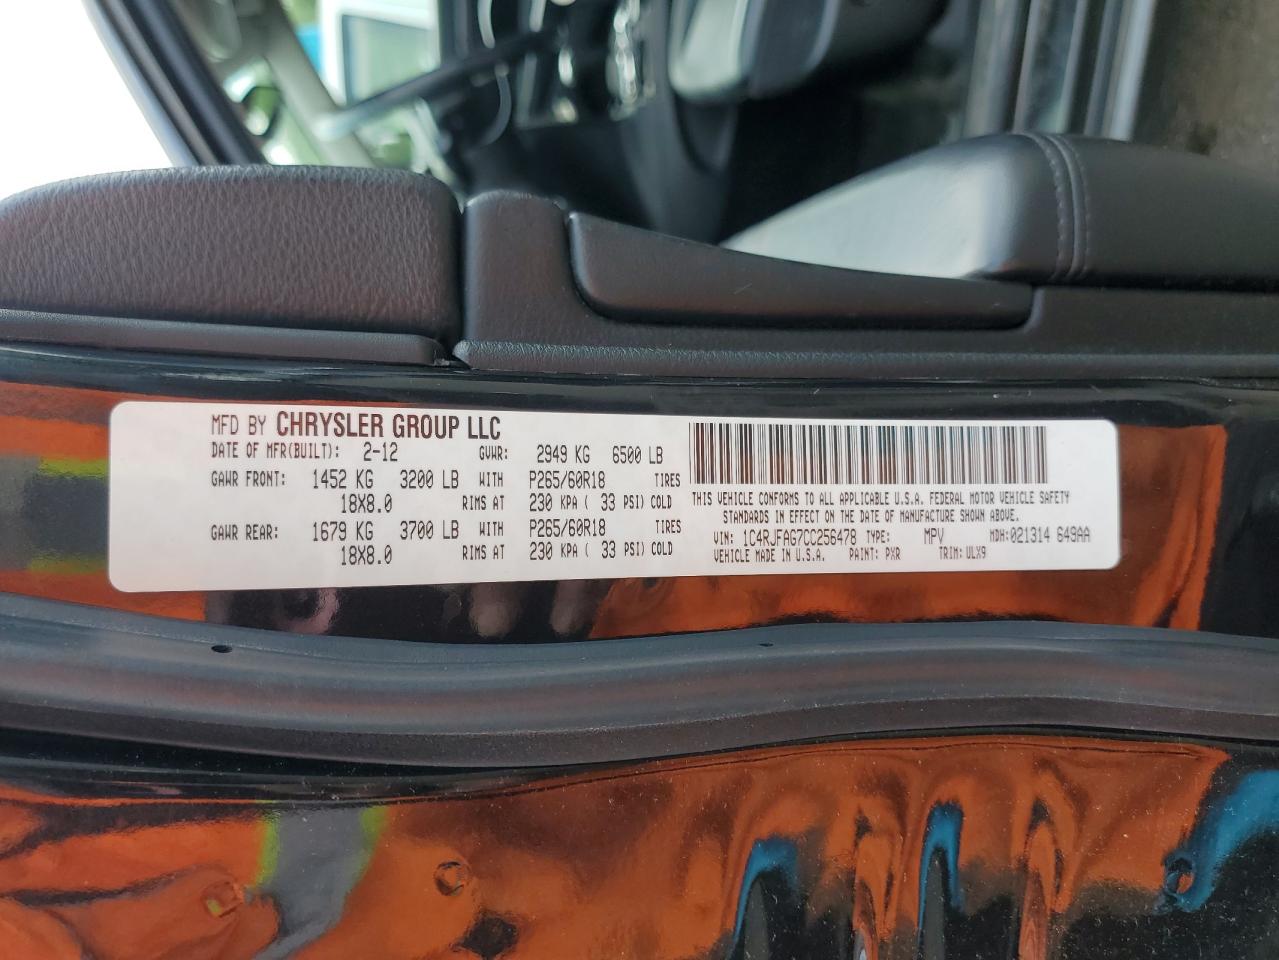 MFD BY CHRYSLER GROUP LLC
DATE OF MFR(BUILT): 2-12 GVWR: 2949 KG 6500 LB
GAWR FRONT: 1452 KG 3200 LB WITH P265/60R18 TIRES
18X8.0 RIMS AT 230 KPA ( 33 PSI) COLD
GAWR REAR: 1679 KG 3700 LB WITH P265/60R18 TIRES
18X8.0 RIMS AT 230 KPA ( 33 PSI) COLD
THIS VEHICLE CONFORMS TO ALL APPLICABLE U.S.A. FEDERAL MOTOR VEHICLE SAFETY
STANDARDS IN EFFECT ON THE DATE OF MANUFACTURE SHOWN ABOVE.
VIN: 1C4RJFAG7CC256478 TYPE: MPV MDH:021314 649AA
VEHICLE MADE IN U.S.A. PAINT: PXR TRIM: ULX9